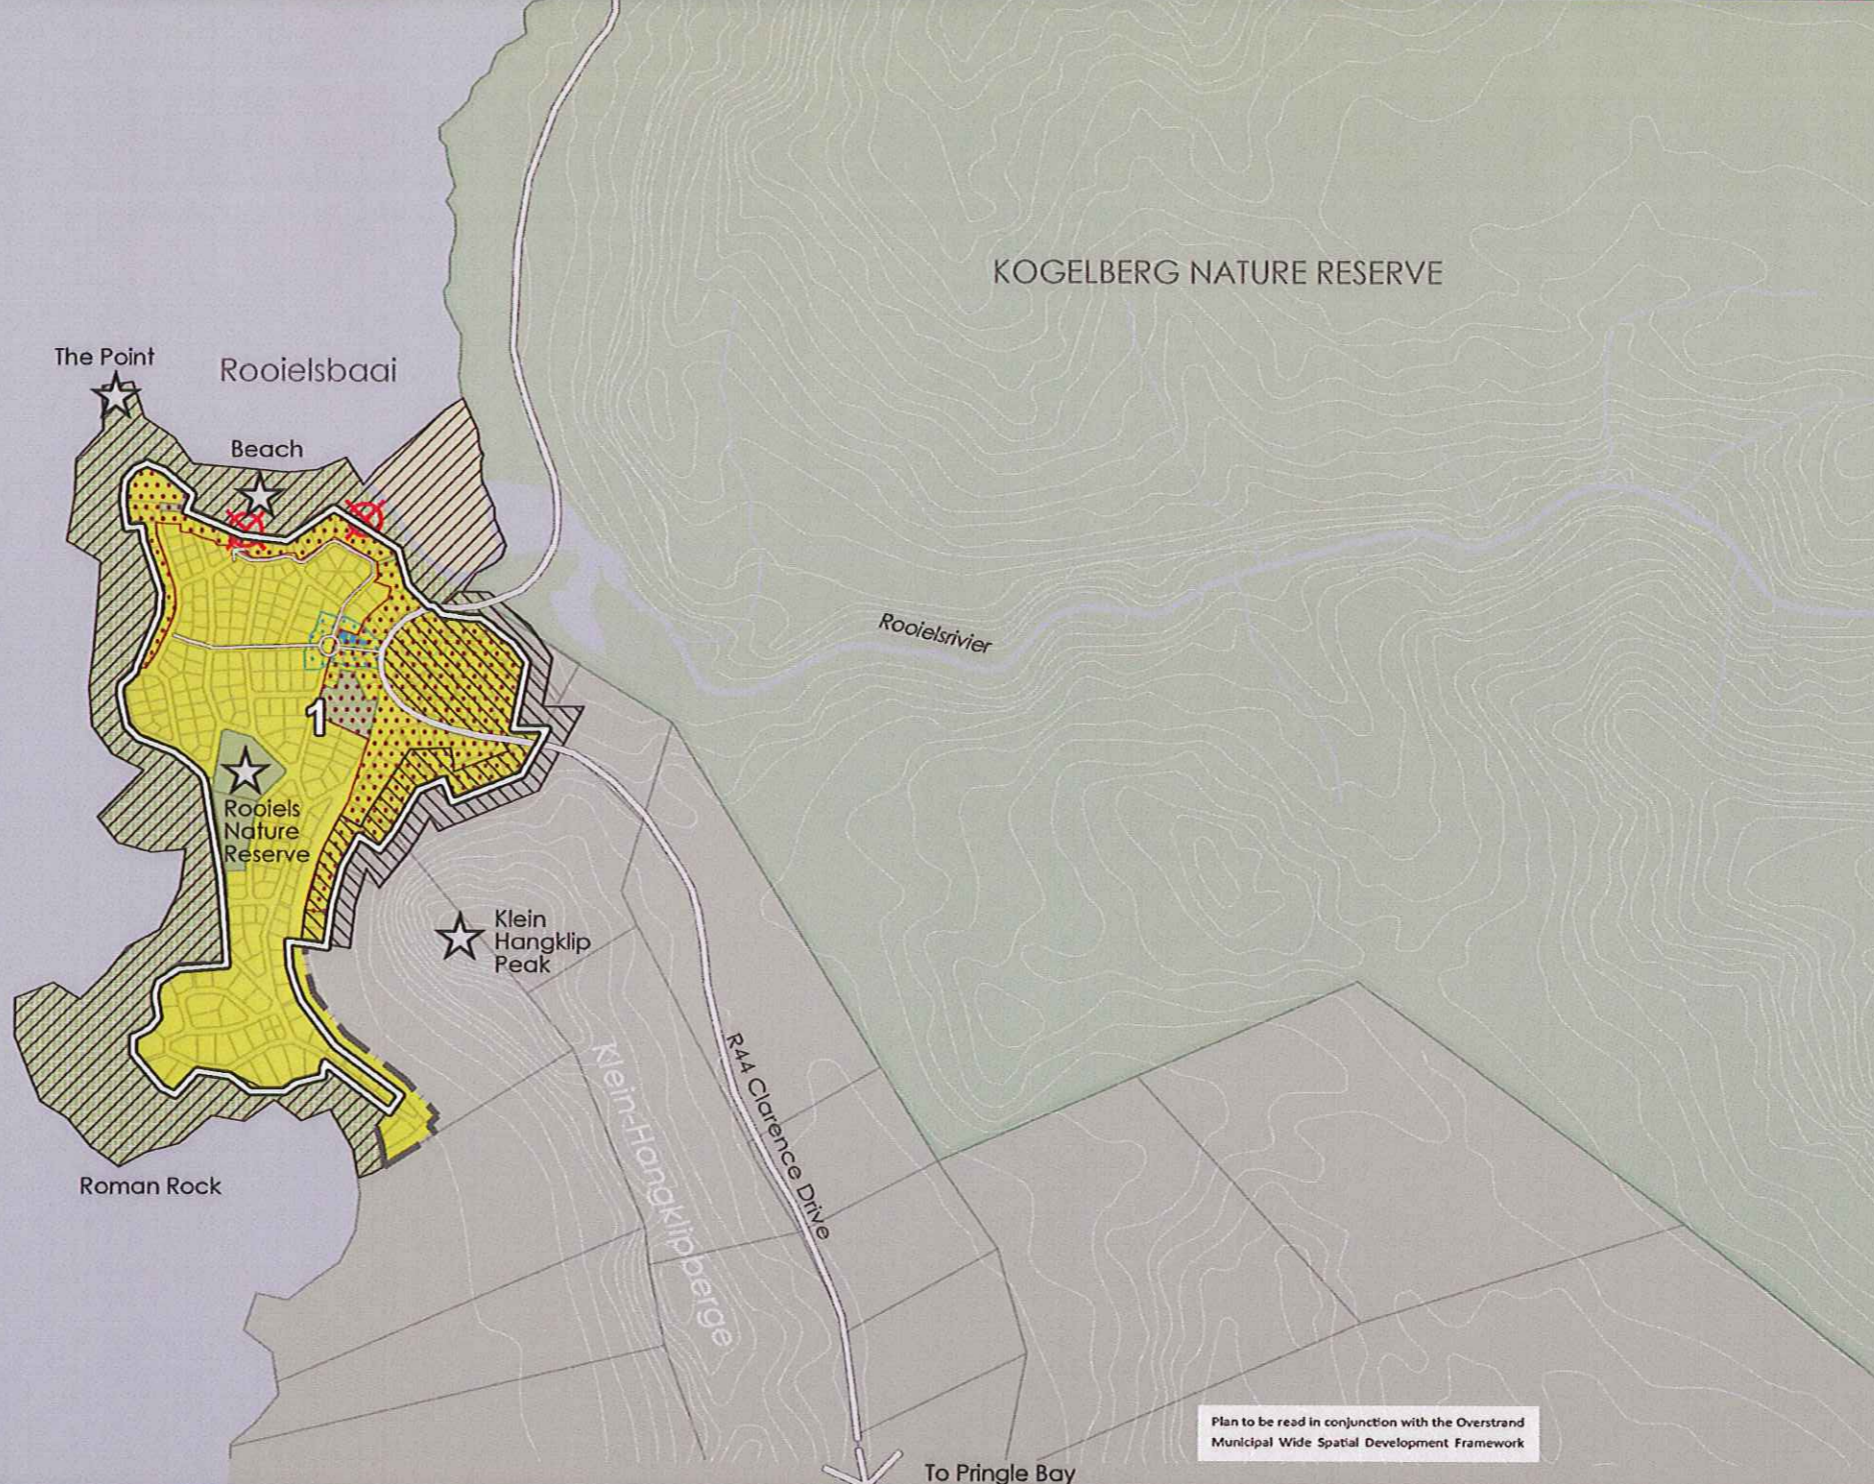 KOGELBERG NATURE RESERVE
The Point
Rooielsbaai
Beach
Rooielsrivier
1
Rooiels
Nature
Reserve
Klein
Hangklip
Peak
R44 Clarence Drive
Klein-Hangklipberge
Roman Rock
Plan to be read in conjunction with the Overstrand
Municipal Wide Spatial Development Framework
To Pringle Bay